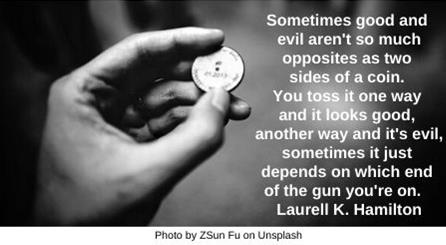 Sometimes good and
evil aren't so much
opposites as two
sides of a coin.
You toss it one way
and it looks good,
another way and it's evil,
sometimes it just
depends on which end
of the gun you're on.
Laurell K. Hamilton
Photo by ZSun Fu on Unsplash